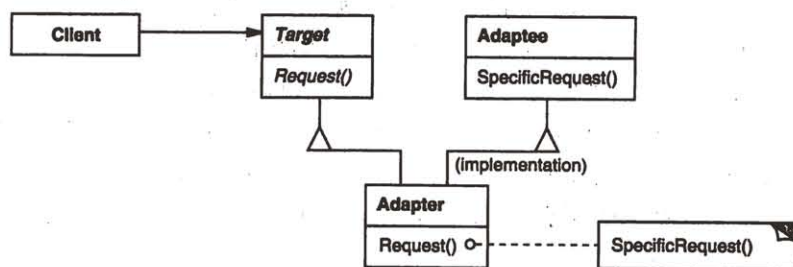 Client
Target
Request()
Adaptee
SpecificRequest()
(implementation)
Adapter
Request()
SpecificRequest()